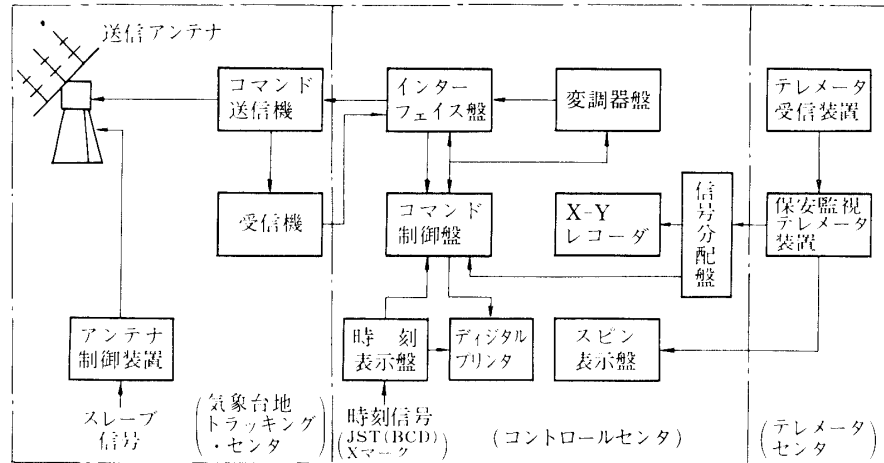 送信アンテナ
コマンド
送信機
インター
フェイス盤
変調器盤
テレメータ
受信装置
受信機
コマンド
制御盤
X-Y
レコーダ
信号分配盤
保安監視
テレメータ
装置
アンテナ
制御装置
時刻
表示盤
ディジタル
プリンタ
スピン
表示盤
スレーブ
信号
(気象台地
トラッキング
・センタ)
時刻信号
(JST(BCD)
Xマーク)
(コントロールセンタ)
(テレメータ
センタ)